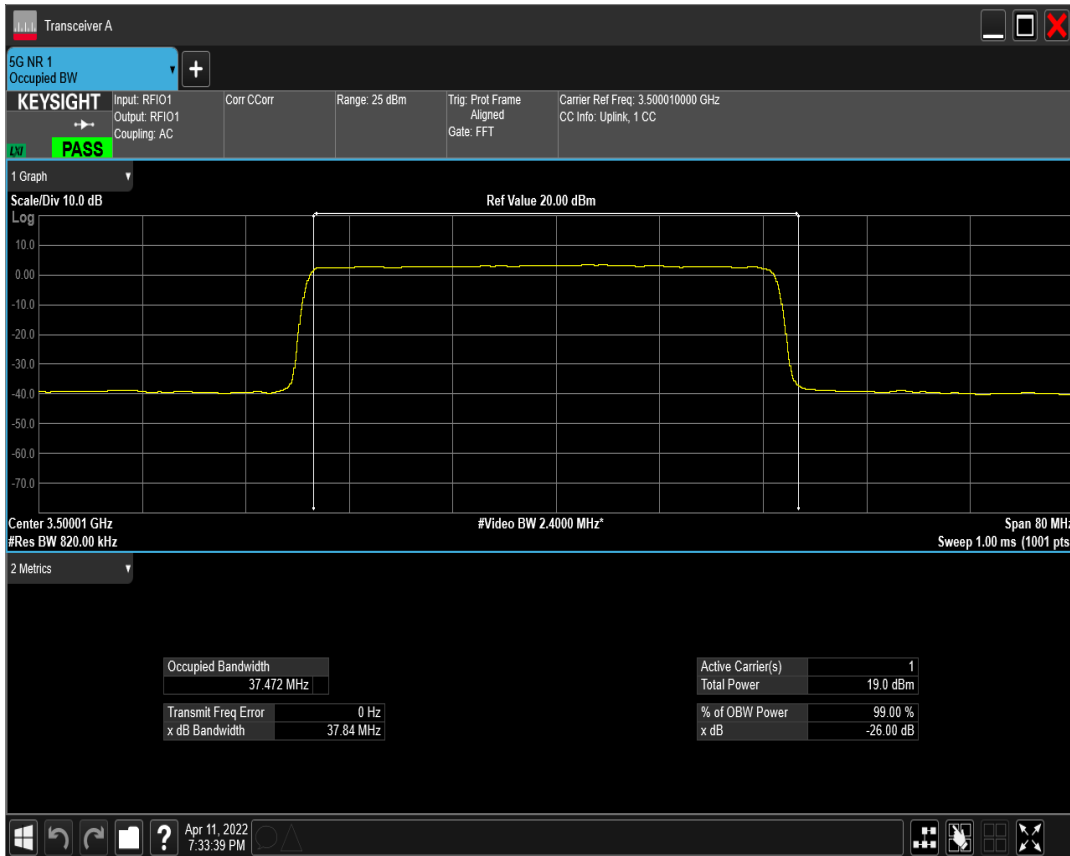 Transceiver A
5G NR 1
Occupied BW
KEYSIGHT
Input: RFIO1
Output: RFIO1
Coupling: AC
Corr CCorr
Range: 25 dBm
Trig: Prot Frame
Aligned
Gate: FFT
Carrier Ref Freq: 3.500010000 GHz
CC Info: Uplink, 1 CC
LXI
PASS
1 Graph
Scale/Div 10.0 dB
Ref Value 20.00 dBm
Log
10.0
0.00
-10.0
-20.0
-30.0
-40.0
-50.0
-60.0
-70.0
Center 3.50001 GHz
#Video BW 2.4000 MHz*
Span 80 MHz
#Res BW 820.00 kHz
Sweep 1.00 ms (1001 pts
2 Metrics
Occupied Bandwidth
37.472 MHz
Transmit Freq Error 0 Hz
x dB Bandwidth 37.84 MHz
Active Carrier(s) 1
Total Power 19.0 dBm
% of OBW Power 99.00 %
x dB -26.00 dB
?
Apr 11, 2022
7:33:39 PM